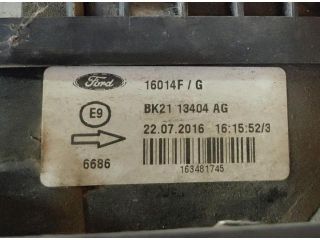 Ford
16014F / G
E9
BK21 13404 AG
22.07.2016 16:15:52/3
6686
163481745